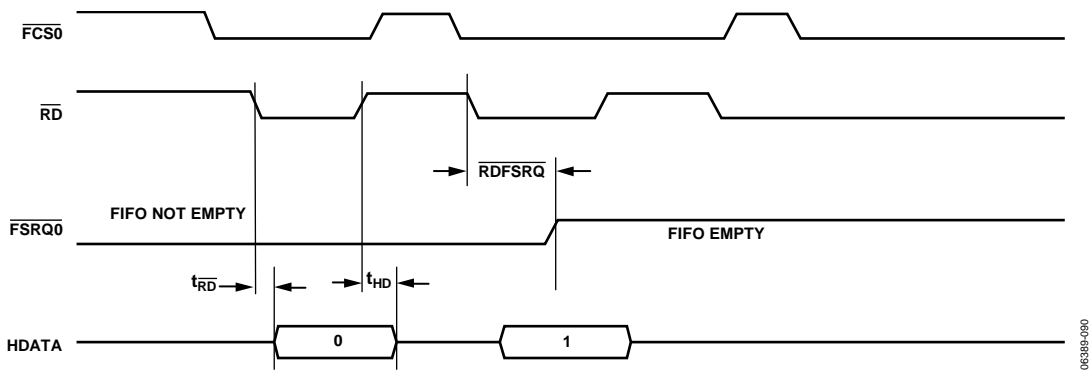 FCS0
RD
RDFSRQ
FIFO NOT EMPTY
FSRQ0
FIFO EMPTY
tRD
tHD
HDATA
0
1
06389-090